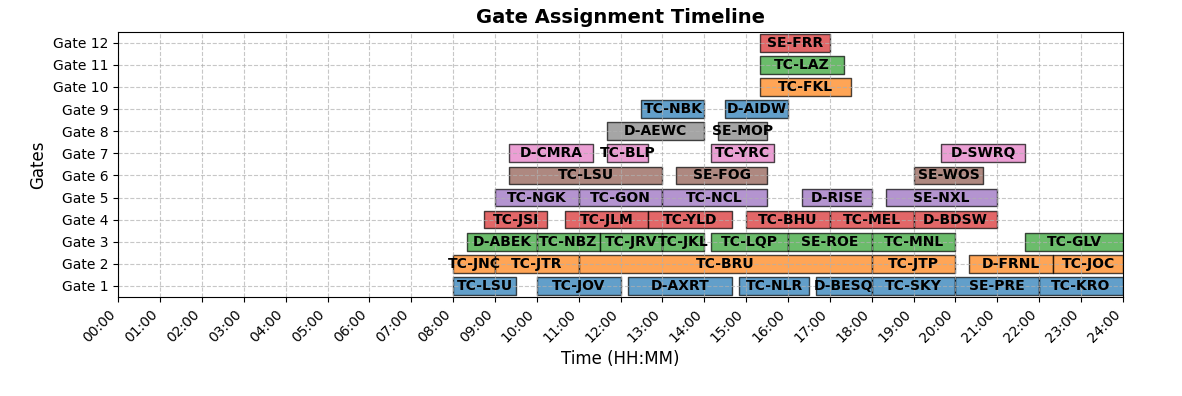 Gate Assignment Timeline
Gates
Gate 12 SE-FRR
Gate 11 TC-LAZ
Gate 10 TC-FKL
Gate 9 TC-NBK D-AIDW
Gate 8 D-AEWC SE-MOP
Gate 7 D-CMRA TC-BLP TC-YRC D-SWRQ
Gate 6 TC-LSU SE-FOG SE-WOS
Gate 5 TC-NGK TC-GON TC-NCL D-RISE SE-NXL
Gate 4 TC-JSI TC-JLM TC-YLD TC-BHU TC-MEL D-BDSW
Gate 3 D-ABEK TC-NBZ TC-JRV TC-JKL TC-LQP SE-ROE TC-MNL TC-GLV
Gate 2 TC-JNC TC-JTR TC-BRU TC-JTP D-FRNL TC-JOC
Gate 1 TC-LSU TC-JOV D-AXRT TC-NLR D-BESQ TC-SKY SE-PRE TC-KRO
00:00 01:00 02:00 03:00 04:00 05:00 06:00 07:00 08:00 09:00 10:00 11:00 12:00 13:00 14:00 15:00 16:00 17:00 18:00 19:00 20:00 21:00 22:00 23:00 24:00
Time (HH:MM)